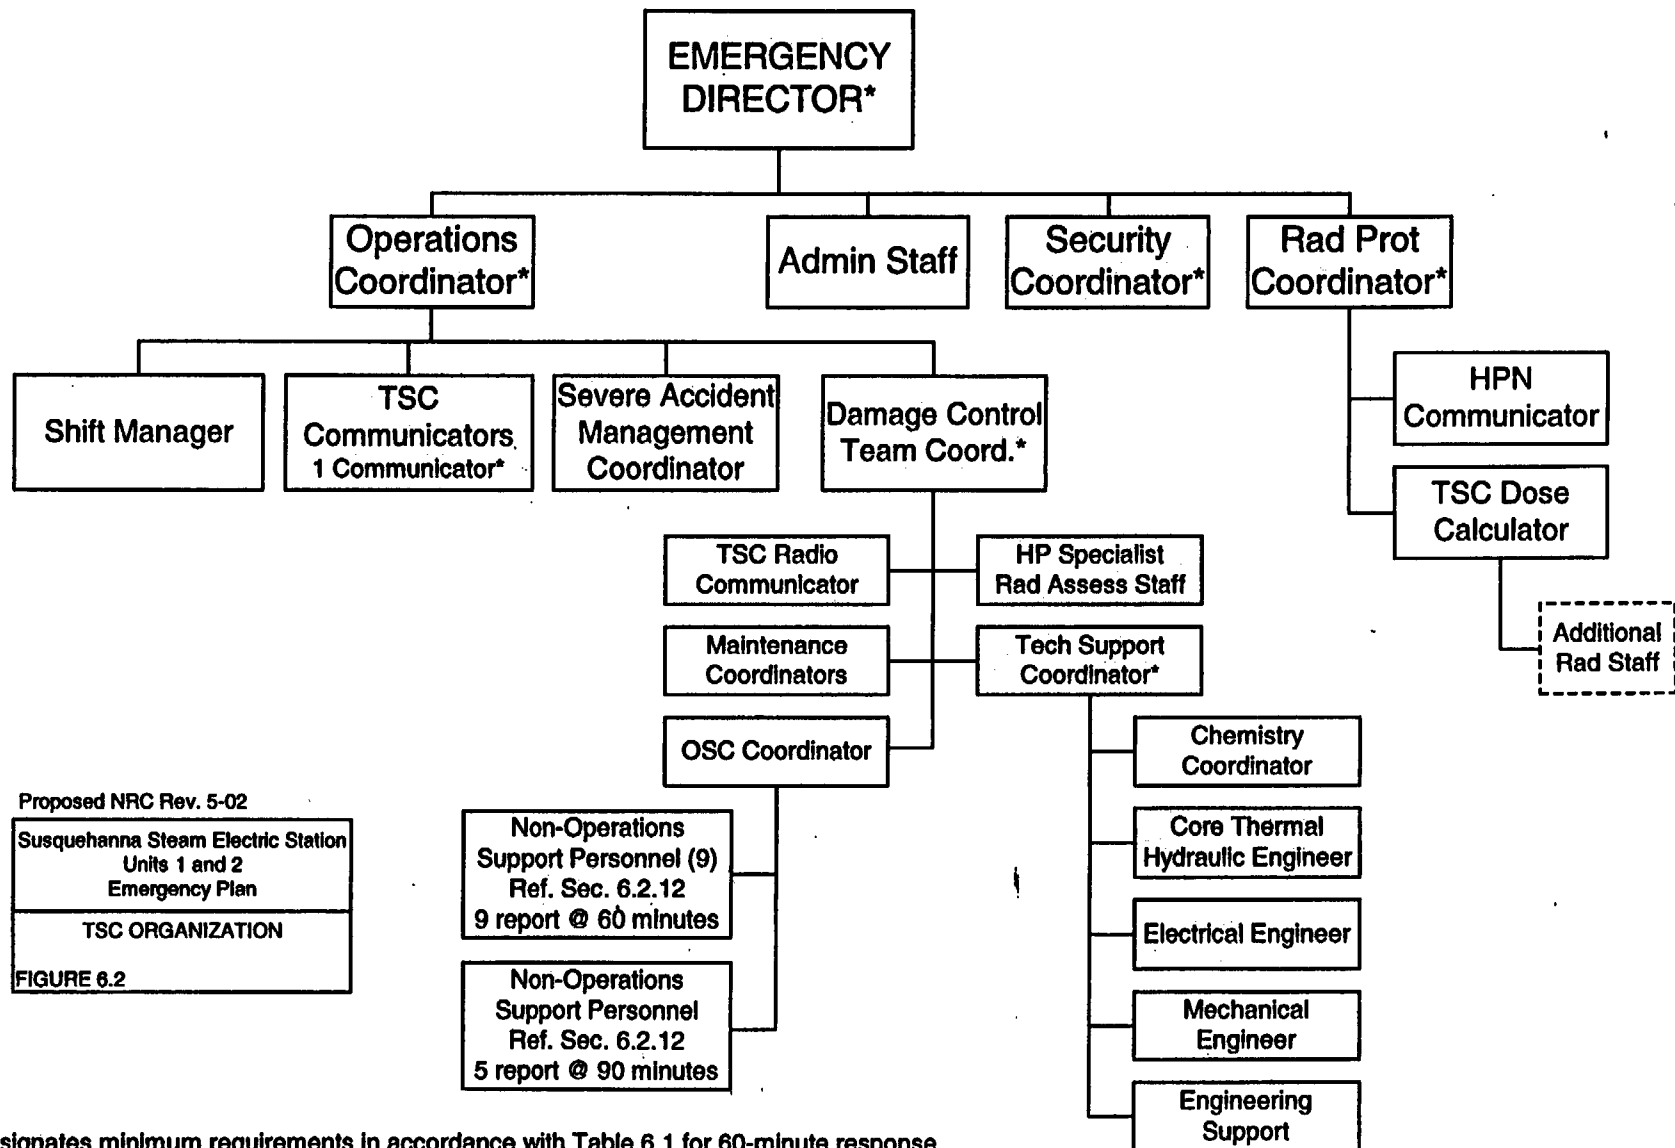 EMERGENCY
DIRECTOR*
Operations
Coordinator*
Admin Staff
Security
Coordinator*
Rad Prot
Coordinator*
Shift Manager
TSC
Communicators
1 Communicator*
Severe Accident
Management
Coordinator
Damage Control
Team Coord.*
HPN
Communicator
TSC Dose
Calculator
Additional
Rad Staff
TSC Radio
Communicator
HP Specialist
Rad Assess Staff
Maintenance
Coordinators
Tech Support
Coordinator*
OSC Coordinator
Chemistry
Coordinator
Core Thermal
Hydraulic Engineer
Electrical Engineer
Mechanical
Engineer
Engineering
Support
Non-Operations
Support Personnel (9)
Ref. Sec. 6.2.12
9 report @ 60 minutes
Non-Operations
Support Personnel
Ref. Sec. 6.2.12
5 report @ 90 minutes
Proposed NRC Rev. 5-02
Susquehanna Steam Electric Station
Units 1 and 2
Emergency Plan
TSC ORGANIZATION
FIGURE 6.2
signates minimum requirements in accordance with Table 6.1 for 60-minute response